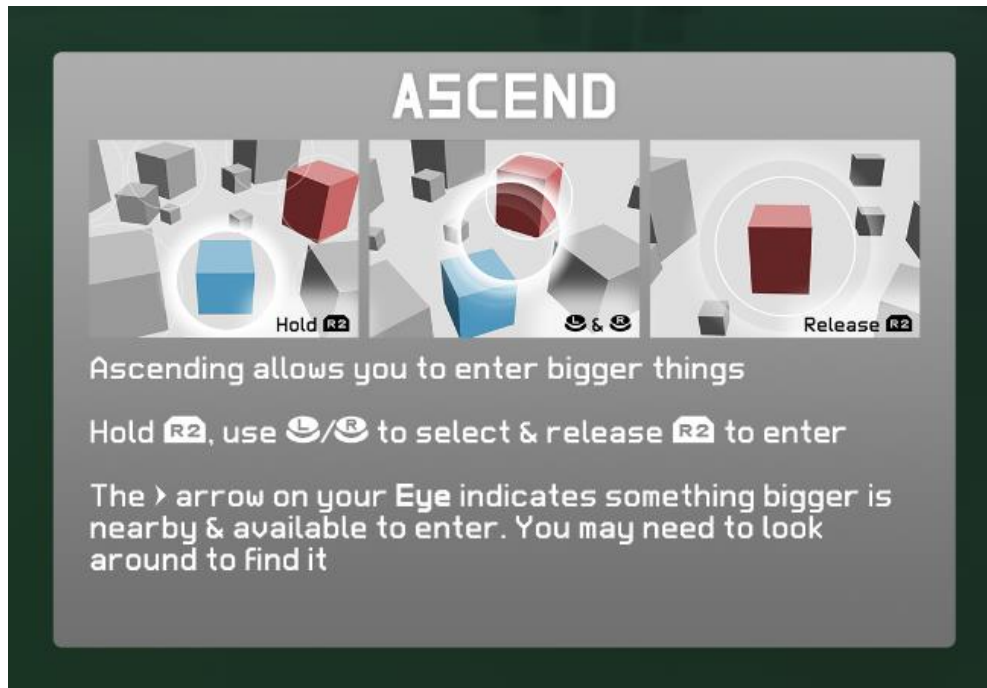 ASCEND
Hold R2
L & R
Release R2
Ascending allows you to enter bigger things
Hold R2, use L/R to select & release R2 to enter
The › arrow on your Eye indicates something bigger is
nearby & available to enter. You may need to look
around to find it